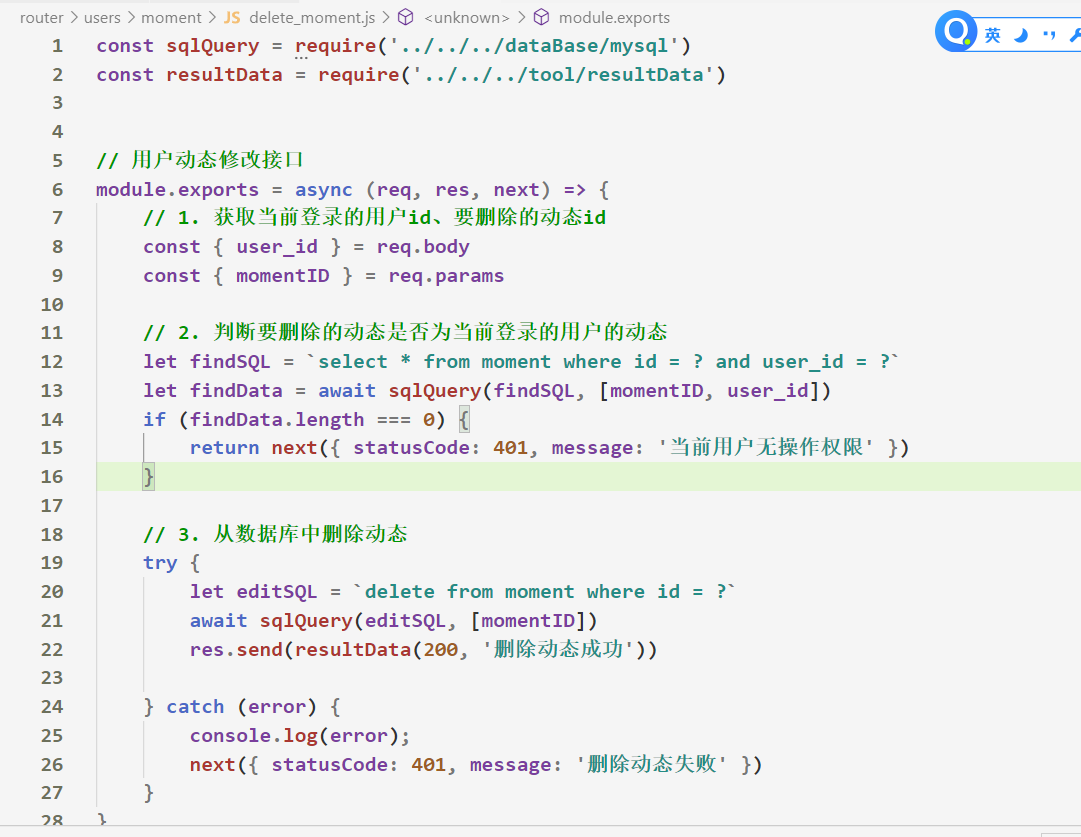 router > users > moment > JS delete_moment.js > <unknown> > module.exports
英
1 const sqlQuery = require('../../../dataBase/mysql')
2 const resultData = require('../../../tool/resultData')
3
4
5 // 用户动态修改接口
6 module.exports = async (req, res, next) => {
7 // 1. 获取当前登录的用户id、要删除的动态id
8 const { user_id } = req.body
9 const { momentID } = req.params
10
11 // 2. 判断要删除的动态是否为当前登录的用户的动态
12 let findSQL = `select * from moment where id = ? and user_id = ?`
13 let findData = await sqlQuery(findSQL, [momentID, user_id])
14 if (findData.length === 0) {
15 return next({ statusCode: 401, message: '当前用户无操作权限' })
16 }
17
18 // 3. 从数据库中删除动态
19 try {
20 let editSQL = `delete from moment where id = ?`
21 await sqlQuery(editSQL, [momentID])
22 res.send(resultData(200, '删除动态成功'))
23
24 } catch (error) {
25 console.log(error);
26 next({ statusCode: 401, message: '删除动态失败' })
27 }
28 }